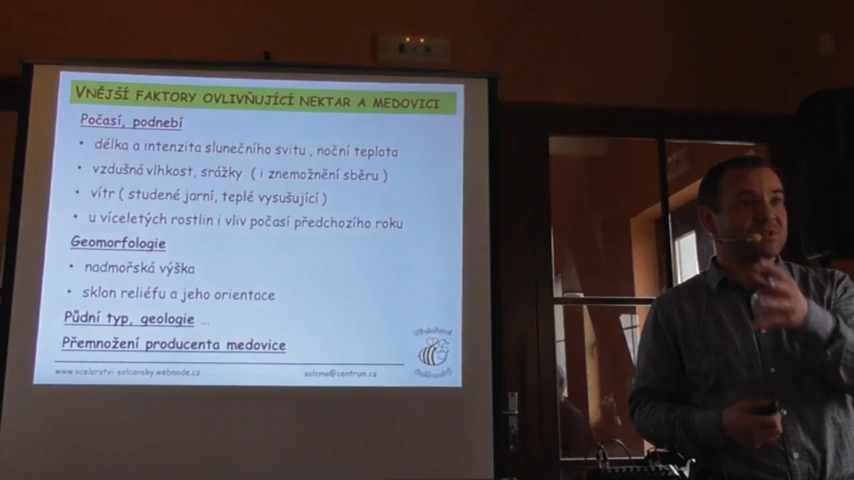 VNĚJŠÍ FAKTORY OVLIVŇUJÍCÍ NEKTAR A MEDOVICI
Počasí, podnebí
• délka a intenzita slunečního svitu , noční teplota
• vzdušná vlhkost, srážky ( i znemožnění sběru )
• vítr ( studené jarní, teplé vysušující )
• u víceletých rostlin i vliv počasí předchozího roku
Geomorfologie
• nadmořská výška
• sklon reliéfu a jeho orientace
Půdní typ, geologie ...
Přemnožení producenta medovice
www.vcelarstvi-solcansky.webnode.cz solcma@centrum.cz